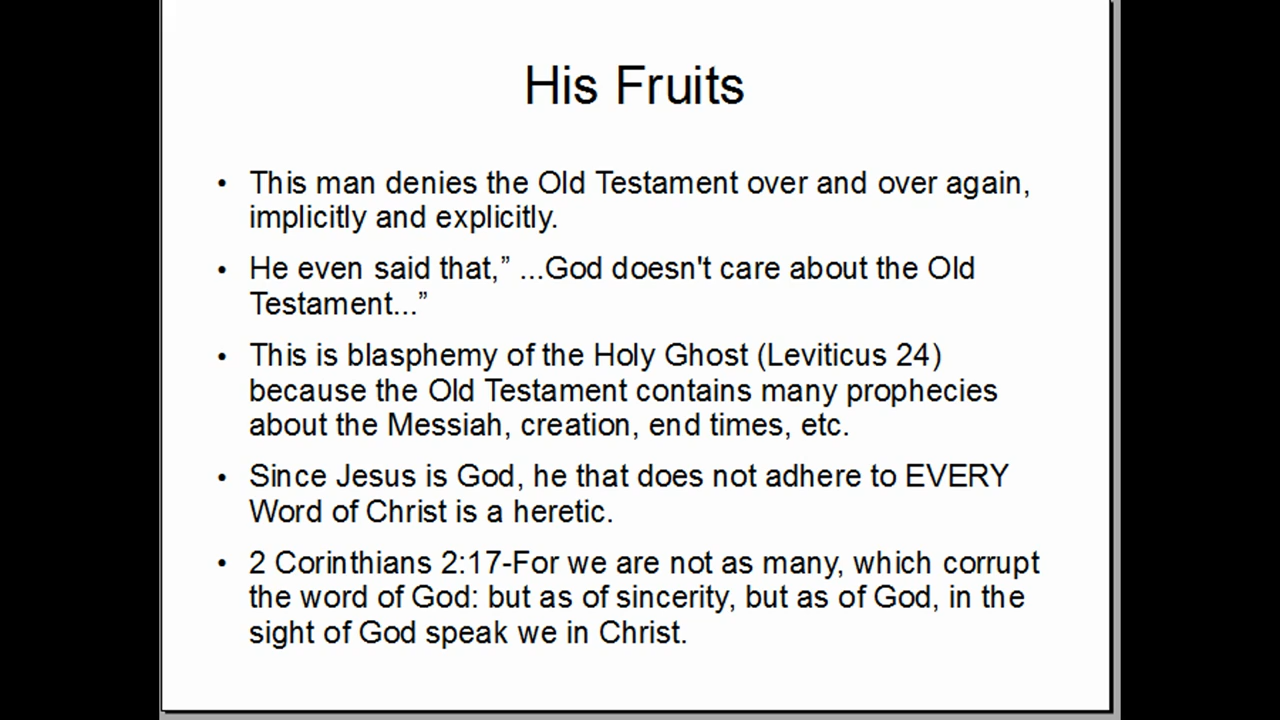 His Fruits
• This man denies the Old Testament over and over again,
implicitly and explicitly.
• He even said that,” ...God doesn't care about the Old
Testament...”
• This is blasphemy of the Holy Ghost (Leviticus 24)
because the Old Testament contains many prophecies
about the Messiah, creation, end times, etc.
• Since Jesus is God, he that does not adhere to EVERY
Word of Christ is a heretic.
• 2 Corinthians 2:17-For we are not as many, which corrupt
the word of God: but as of sincerity, but as of God, in the
sight of God speak we in Christ.